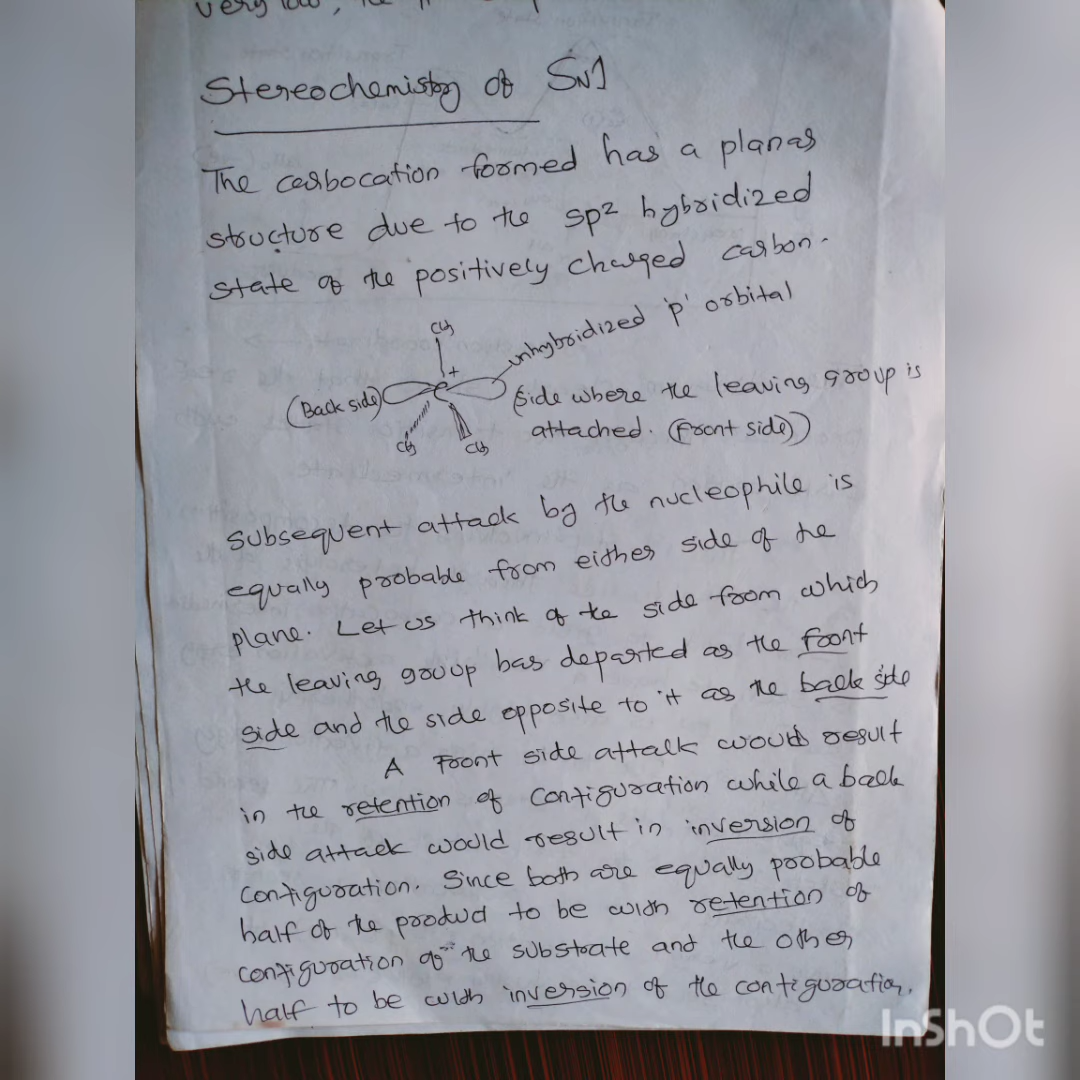 very low, the
Stereochemistry of SN1
The carbocation formed has a planar
structure due to the sp2 hybridized
state of the positively charged carbon.
unhybridized 'p' orbital
CH3
C+
(Back side)
(side where the leaving group is
attached. (Front side))
CH3
CH3
subsequent attack by the nucleophile is
equally probable from either side of the
plane. Let us think of the side from which
the leaving group has departed as the front
side and the side opposite to it as the back side
A Front side attack would result
in the retention of configuration while a back
side attack would result in inversion of
configuration. Since both are equally probable
half of the product to be with retention of
configuration of the substrate and the other
half to be with inversion of the configuration.
InShOt